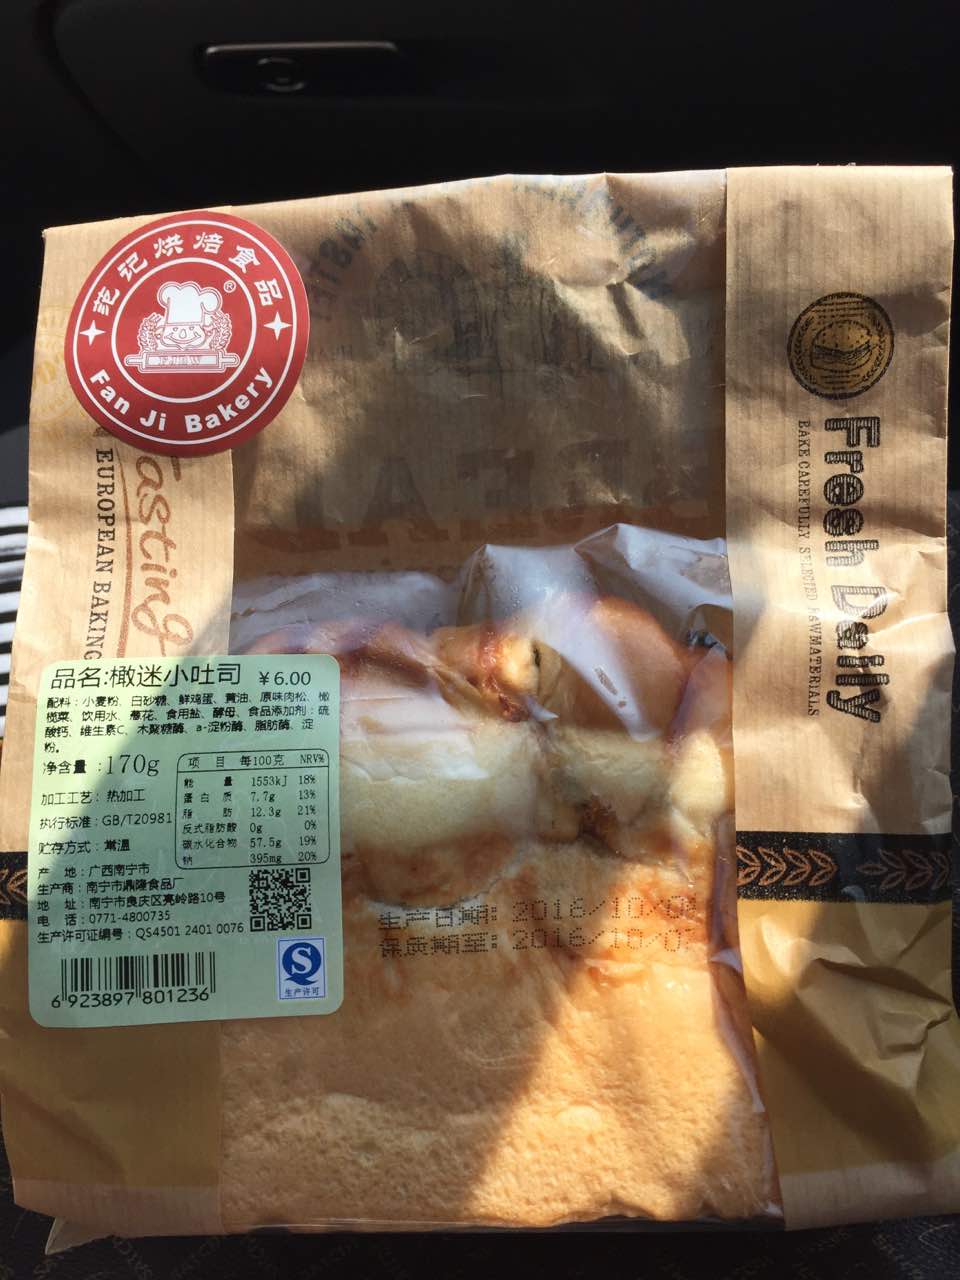 范记烘焙食品
®
Fan Ji Bakery
Tasting
EUROPEAN BAKING
Fresh Daily
BAKE CAREFULLY SELECTED RAWMATERIALS
品名:橄迷小吐司 ￥6.00
配料：小麦粉、白砂糖、鲜鸡蛋、黄油、原味肉松、橄
榄菜、饮用水、葱花、食用盐、酵母、食品添加剂：硫
酸钙、维生素C、木聚糖酶、a-淀粉酶、脂肪酶、淀
粉。
净含量：170g
加工工艺：热加工
执行标准：GB/T20981
贮存方式：常温
项 目 每100克 NRV%
能 量 1553kJ 18%
蛋白质 7.7g 13%
脂 肪 12.3g 21%
反式脂肪酸 0g 0%
碳水化合物 57.5g 19%
钠 395mg 20%
产 地：广西南宁市
生产商：南宁市鼎隆食品厂
地 址：南宁市良庆区亮岭路10号
电 话：0771-4800735
生产许可证编号：QS4501 2401 0076
6 923897 801236
S
生产许可
生产日期: 2016/10/0
保质期至: 2016/10/0